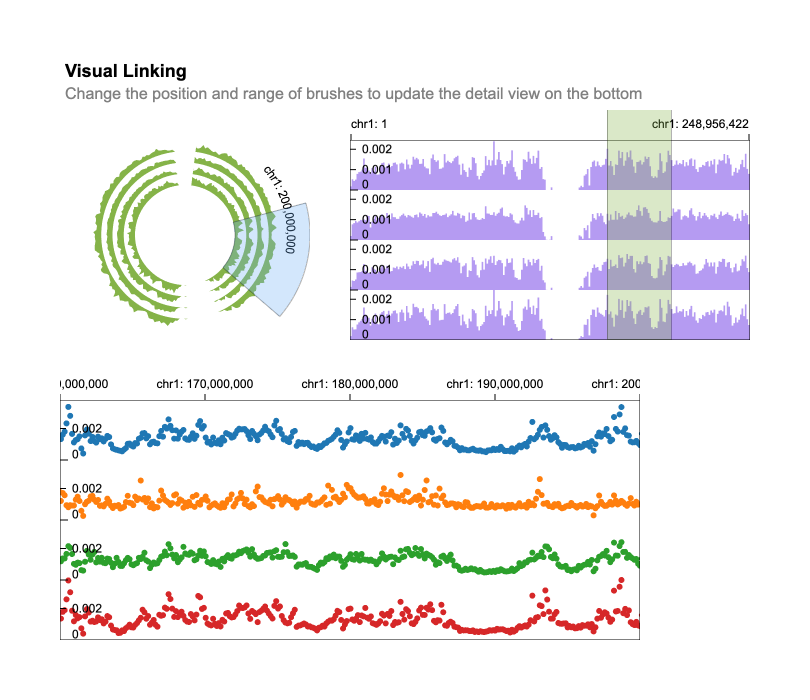 Visual Linking
Change the position and range of brushes to update the detail view on the bottom
chr1: 200,000,000
chr1: 1
chr1: 248,956,422
0.002
0.001
0
0.002
0.001
0
0.002
0.001
0
0.002
0.001
0
0,000,000
chr1: 170,000,000
chr1: 180,000,000
chr1: 190,000,000
chr1: 200
0.002
0
0.002
0
0.002
0
0.002
0